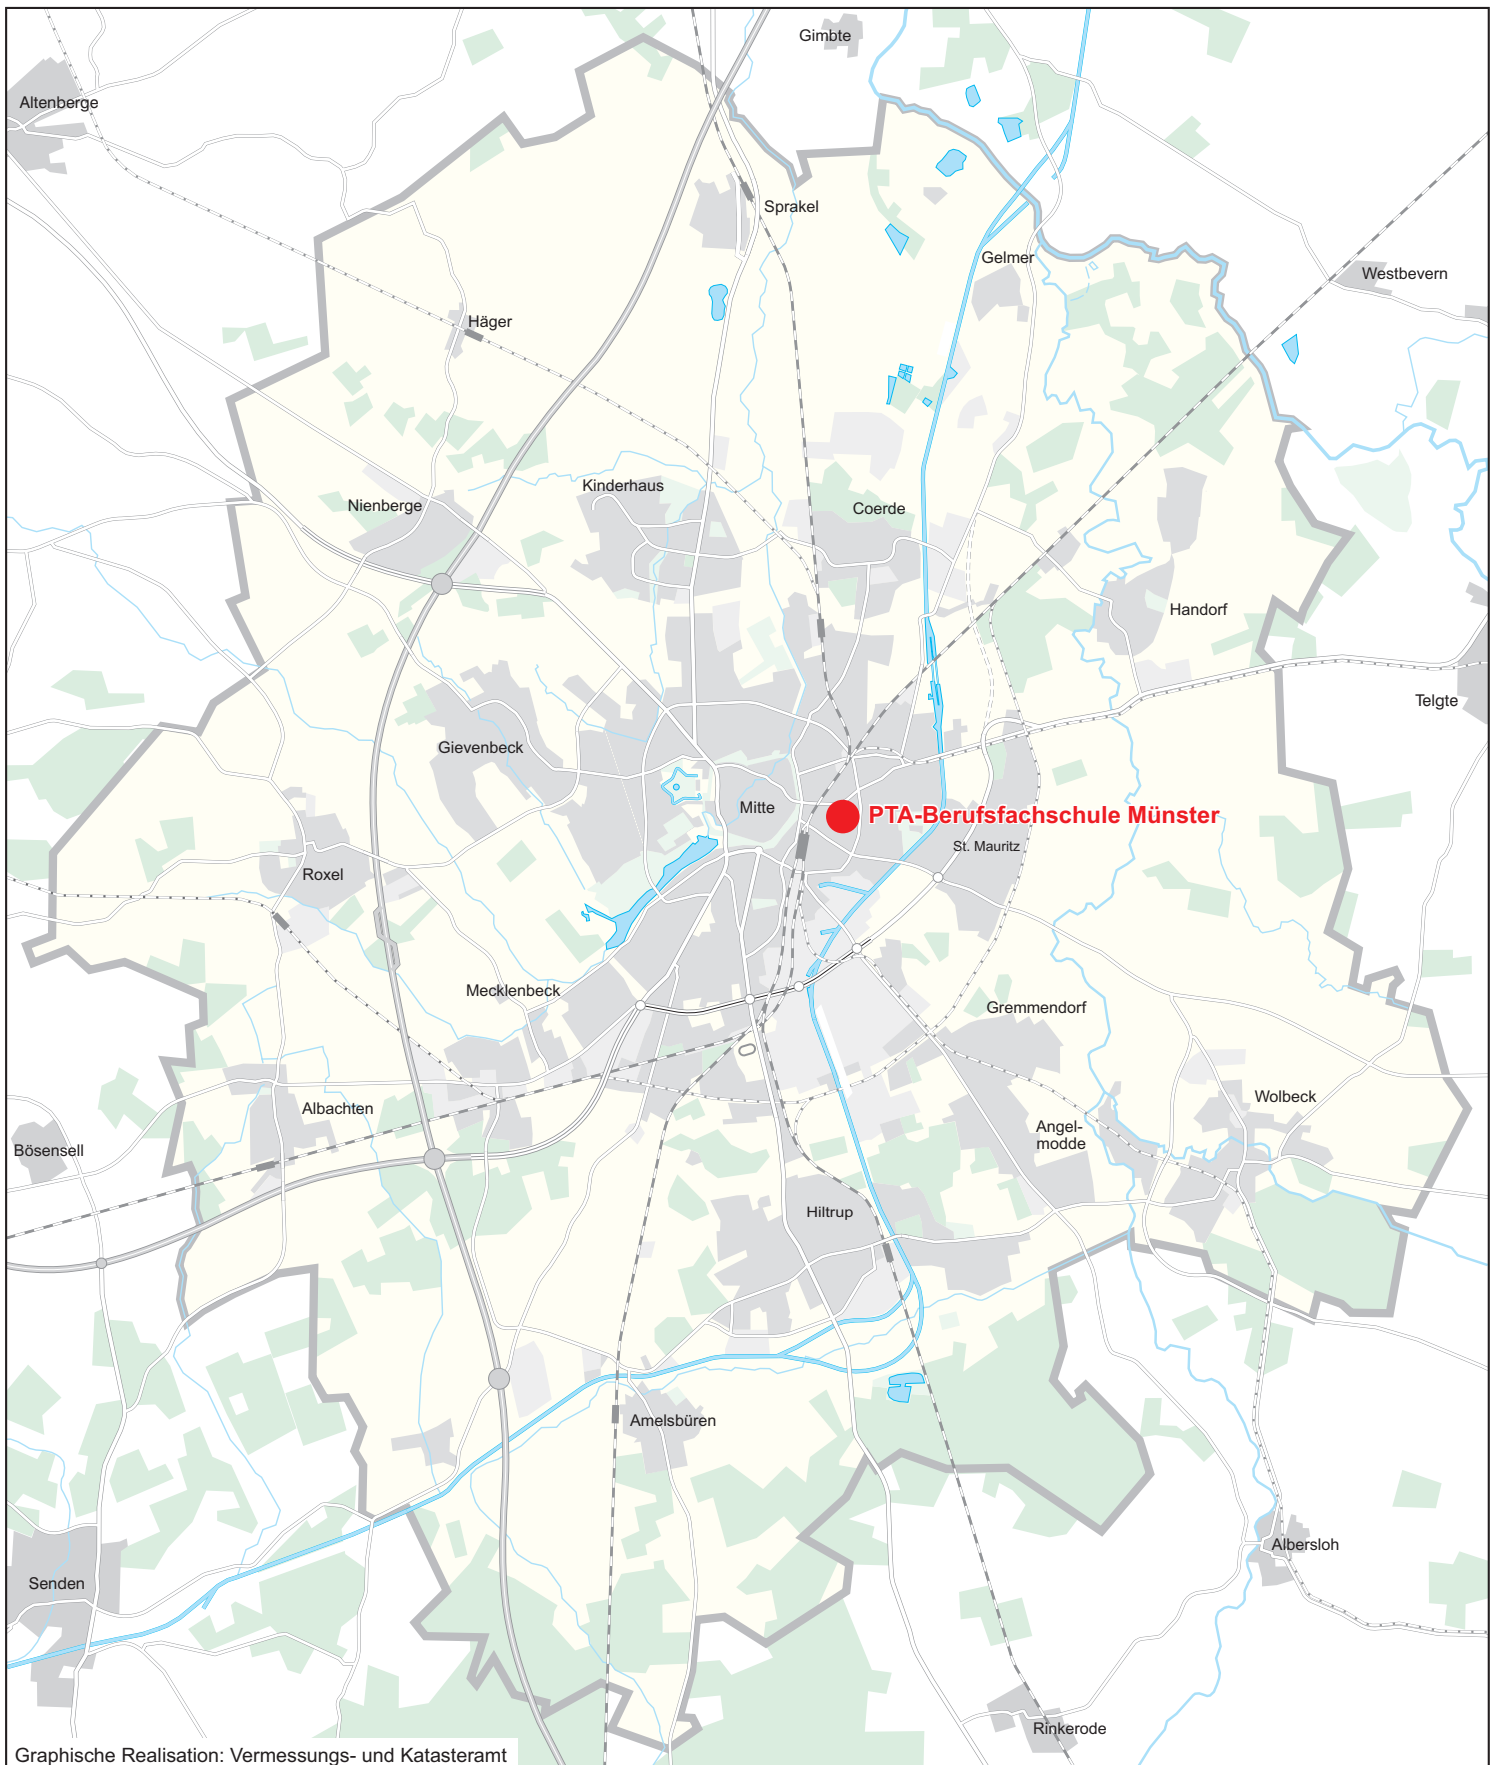 Gimbte
Altenberge
Sprakel
Gelmer
Westbevern
Häger
Kinderhaus
Nienberge
Coerde
Handorf
Telgte
Gievenbeck
Mitte
PTA-Berufsfachschule Münster
St. Mauritz
Roxel
Mecklenbeck
Gremmendorf
Wolbeck
Albachten
Angel-
modde
Bösensell
Hiltrup
Amelsbüren
Albersloh
Senden
Rinkerode
Graphische Realisation: Vermessungs- und Katasteramt